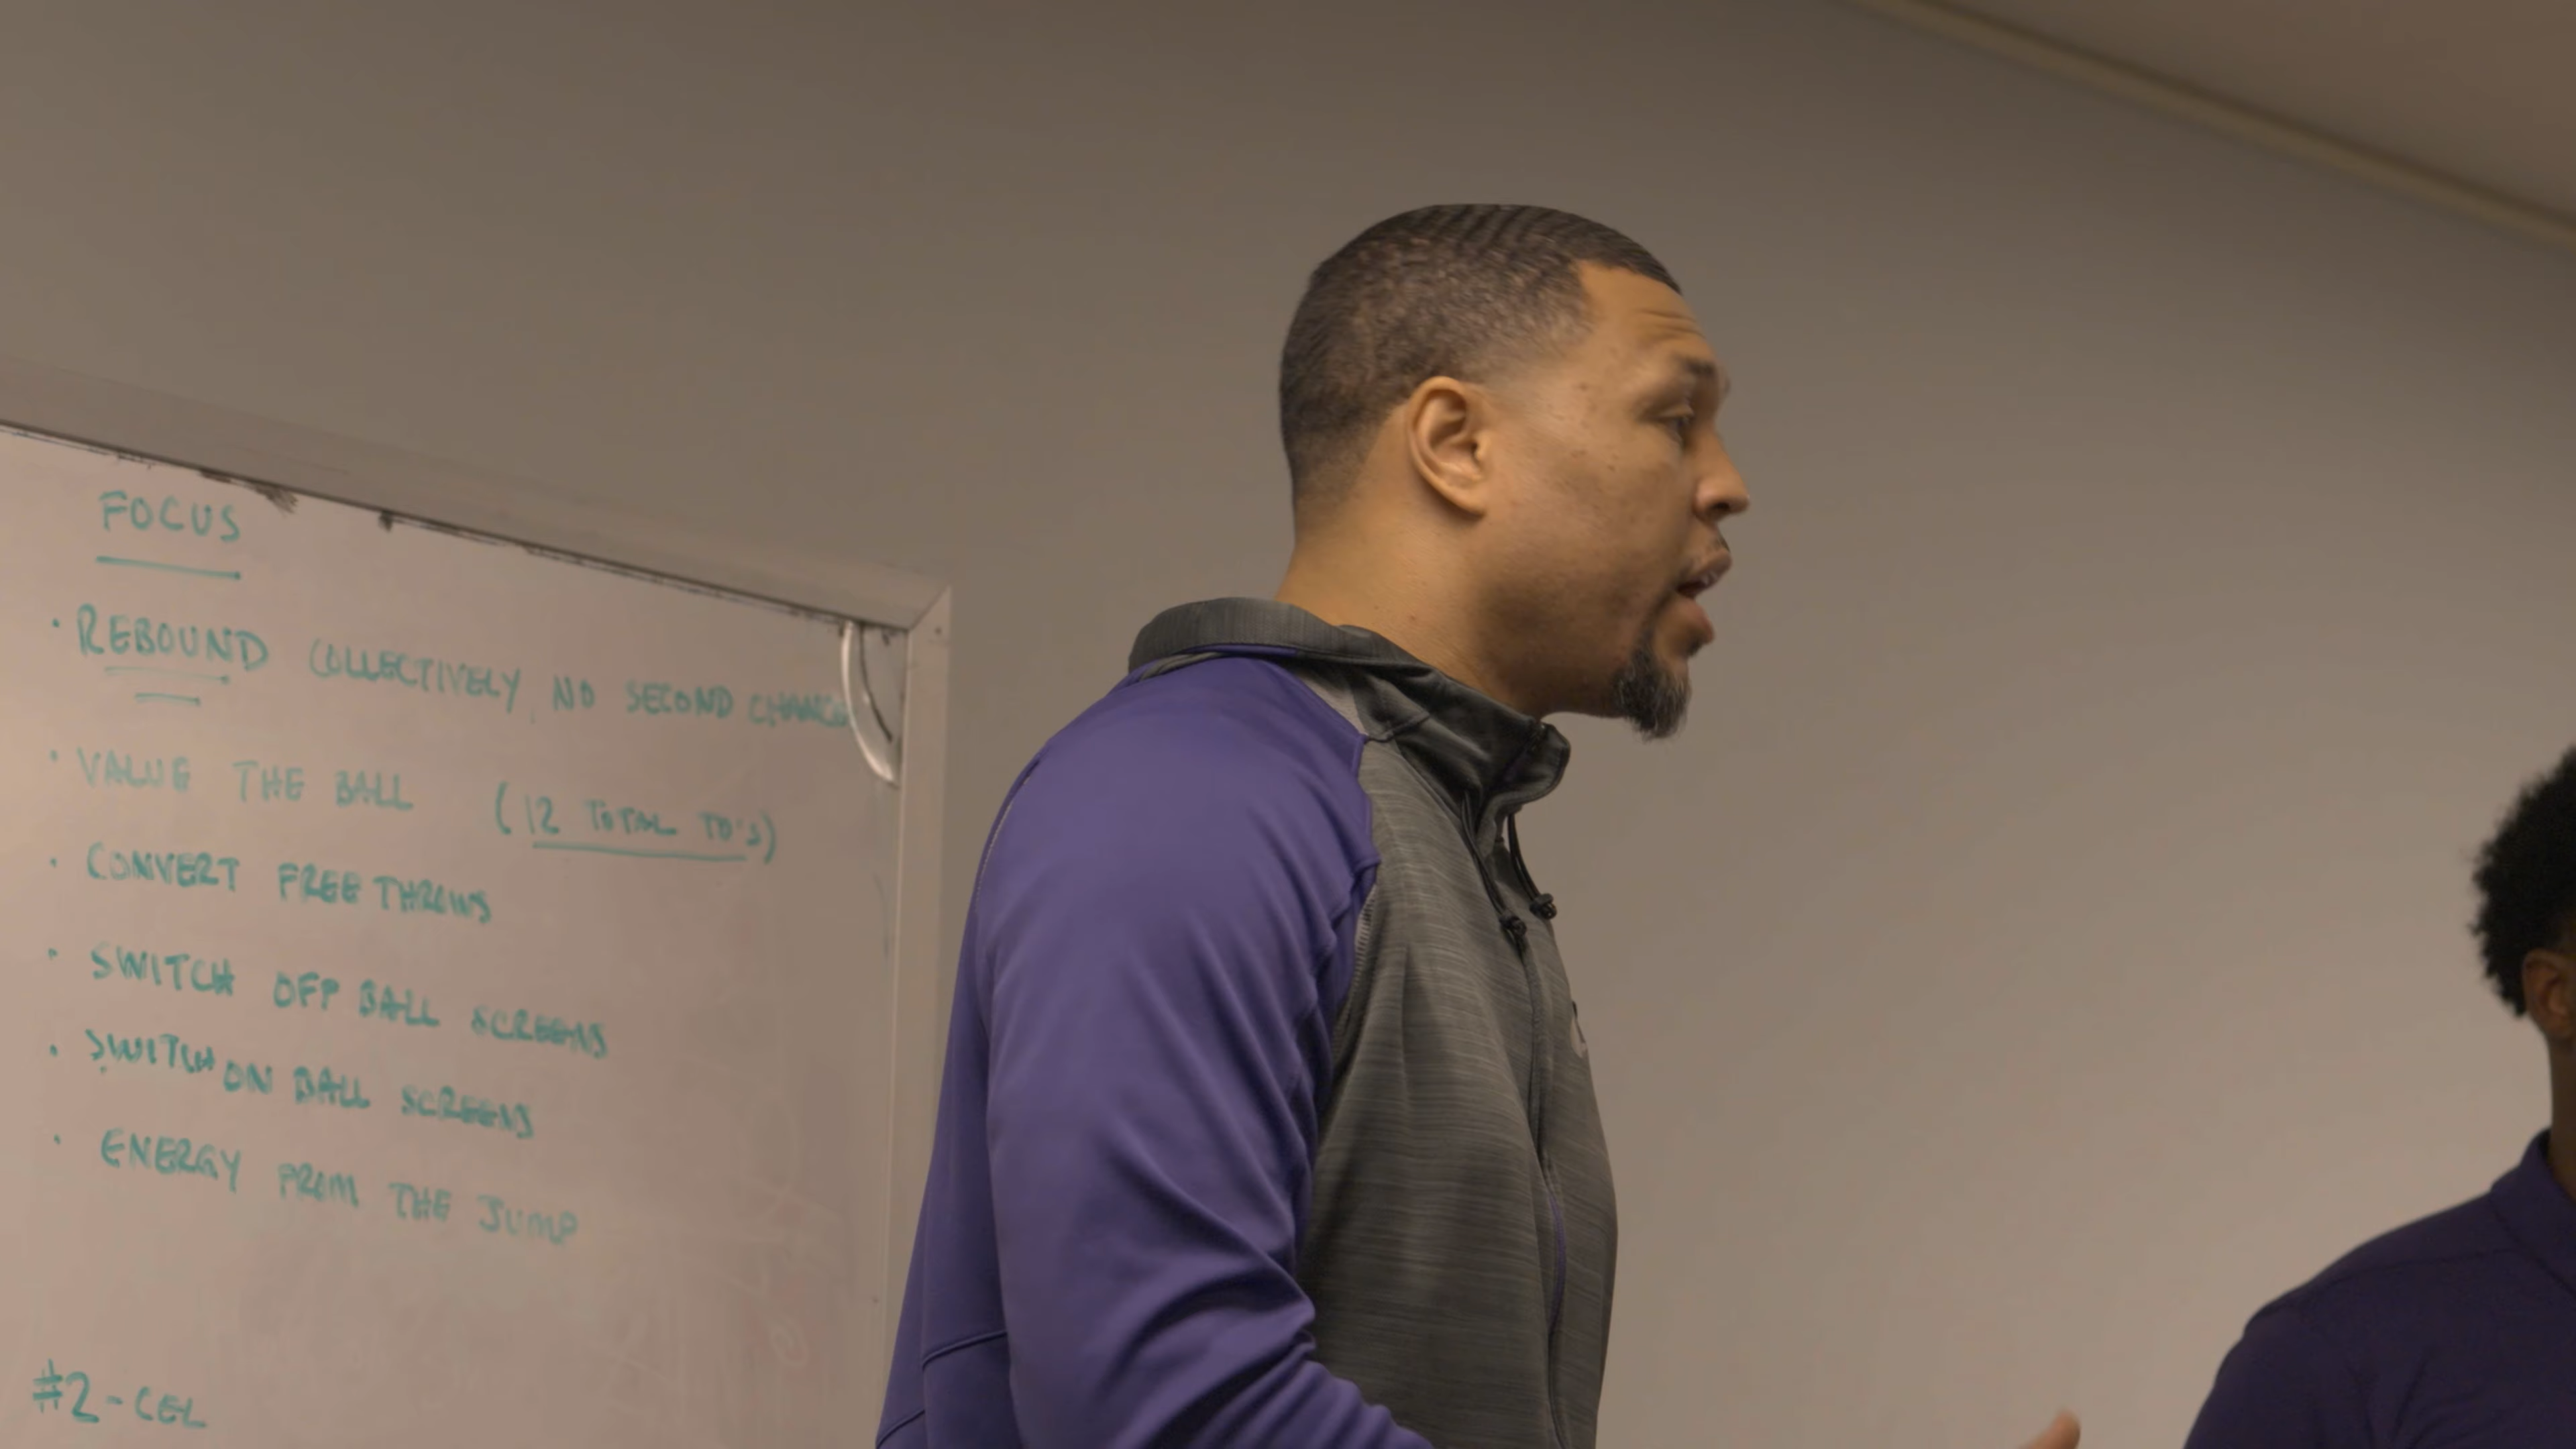 FOCUS
· REBOUND COLLECTIVELY, NO SECOND CHANCE
· VALUE THE BALL (12 TOTAL TO'S)
· CONVERT FREE THROWS
· SWITCH OFF BALL SCREENS
· SWITCH ON BALL SCREENS
· ENERGY FROM THE JUMP
#2-CEL